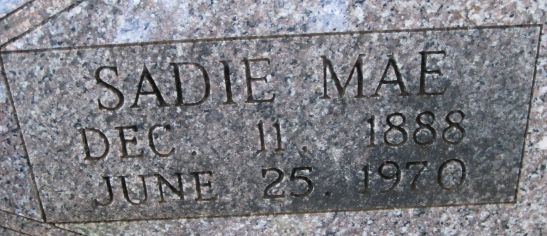 SADIE MAE
DEC. 11. 1888
JUNE 25. 1970